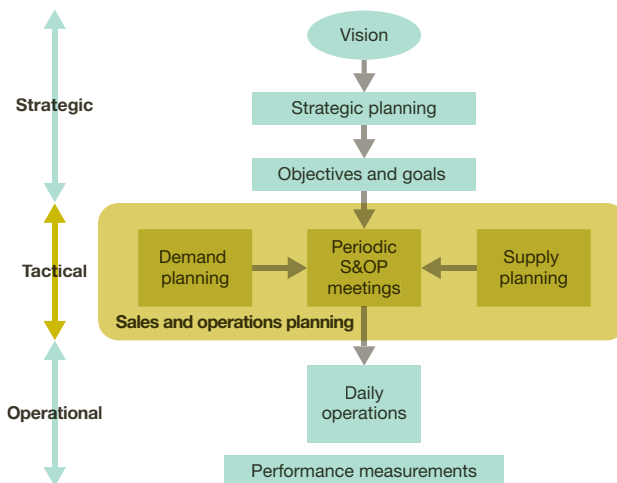 Vision
Strategic
Strategic planning
Objectives and goals
Tactical
Demand
planning
Periodic
S&OP
meetings
Supply
planning
Sales and operations planning
Operational
Daily
operations
Performance measurements